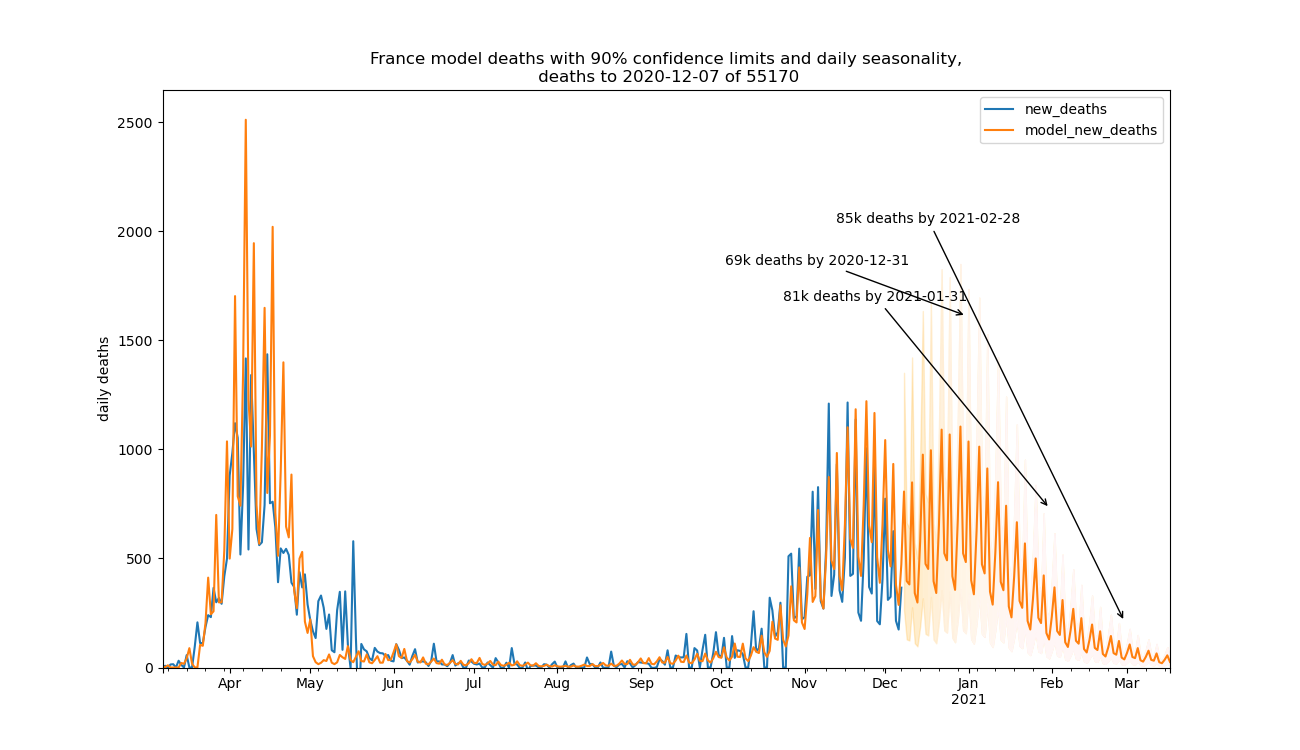 France model deaths with 90% confidence limits and daily seasonality,
deaths to 2020-12-07 of 55170
2500
2000
1500
1000
500
0
daily deaths
new_deaths
model_new_deaths
85k deaths by 2021-02-28
69k deaths by 2020-12-31
81k deaths by 2021-01-31
Apr May Jun Jul Aug Sep Oct Nov Dec Jan Feb Mar
2021